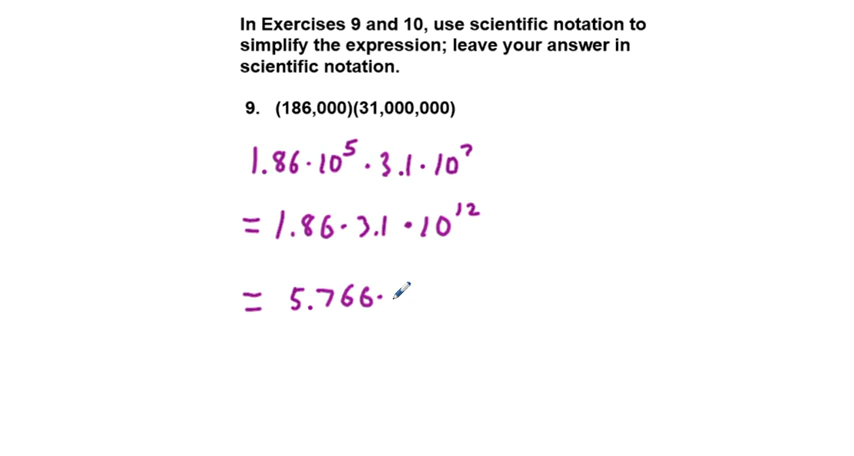 In Exercises 9 and 10, use scientific notation to
simplify the expression; leave your answer in
scientific notation.
9. (186,000)(31,000,000)
1.86 · 10⁵ · 3.1 · 10⁷
= 1.86 · 3.1 · 10¹²
= 5.766 ·